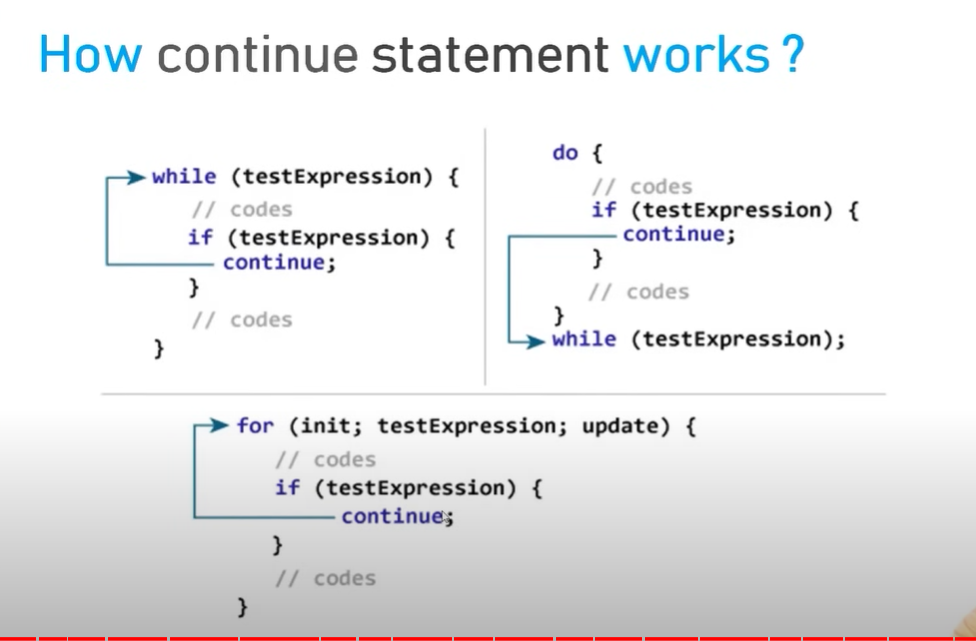 How continue statement works ?
while (testExpression) {
// codes
if (testExpression) {
continue;
}
// codes
}
do {
// codes
if (testExpression) {
continue;
}
// codes
}
while (testExpression);
for (init; testExpression; update) {
// codes
if (testExpression) {
continue;
}
// codes
}